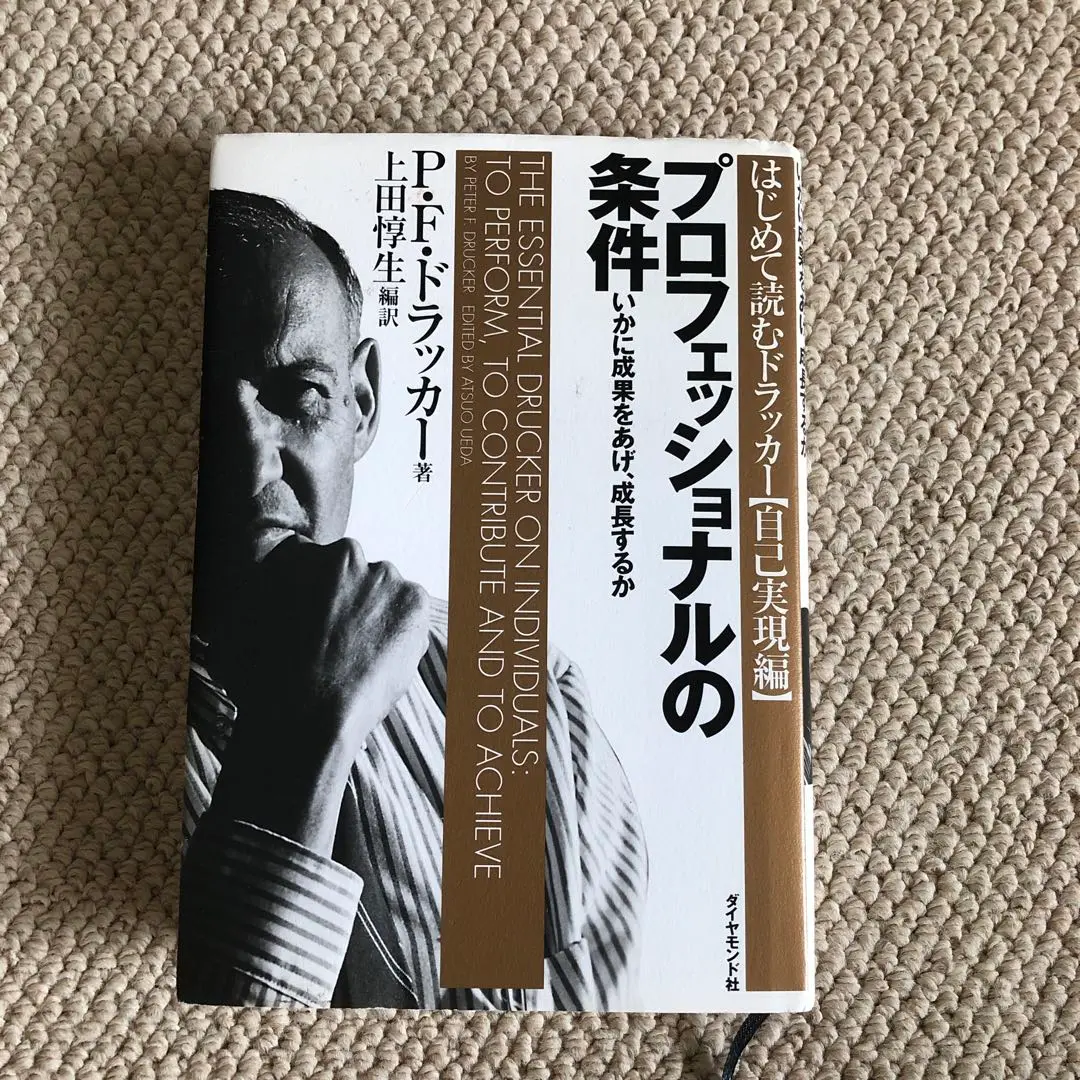 はじめて読むドラッカー【自己実現編】
プロフェッショナルの
条件
いかに成果をあげ、成長するか
THE ESSENTIAL DRUCKER ON INDIVIDUALS:
TO PERFORM, TO CONTRIBUTE AND TO ACHIEVE
BY PETER F. DRUCKER EDITED BY ATSUO UEDA
P・F・ドラッカー 著
上田惇生 編訳
ダイヤモンド社